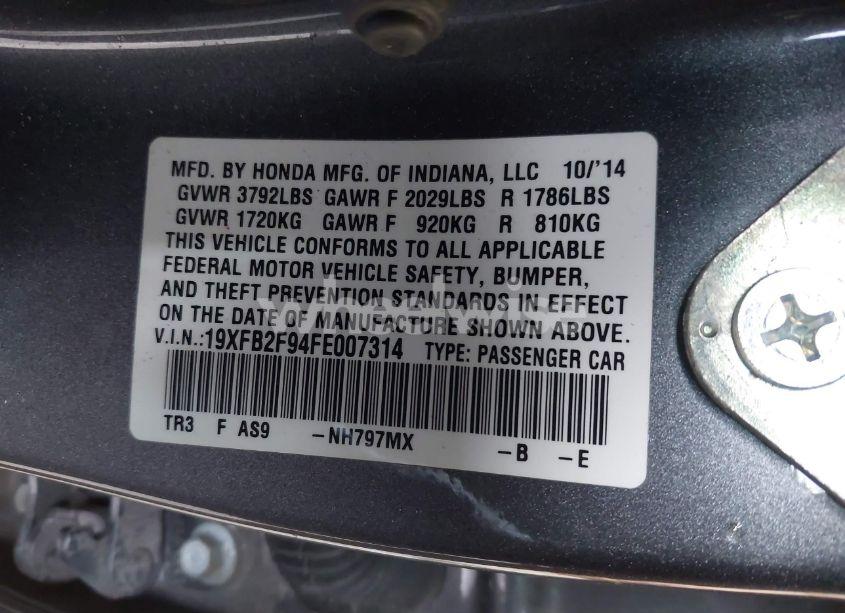 MFD. BY HONDA MFG. OF INDIANA, LLC 10/'14
GVWR 3792LBS GAWR F 2029LBS R 1786LBS
GVWR 1720KG GAWR F 920KG R 810KG
THIS VEHICLE CONFORMS TO ALL APPLICABLE
FEDERAL MOTOR VEHICLE SAFETY, BUMPER,
AND THEFT PREVENTION STANDARDS IN EFFECT
ON THE DATE OF MANUFACTURE SHOWN ABOVE.
V.I.N.:19XFB2F94FE007314 TYPE: PASSENGER CAR
TR3 F AS9 -NH797MX -B -E